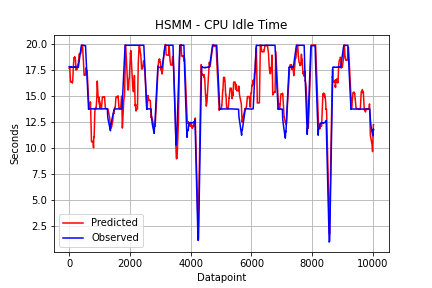 HSMM - CPU Idle Time
20.0
17.5
15.0
12.5
10.0
7.5
5.0
2.5
Seconds
Predicted
Observed
0 2000 4000 6000 8000 10000
Datapoint